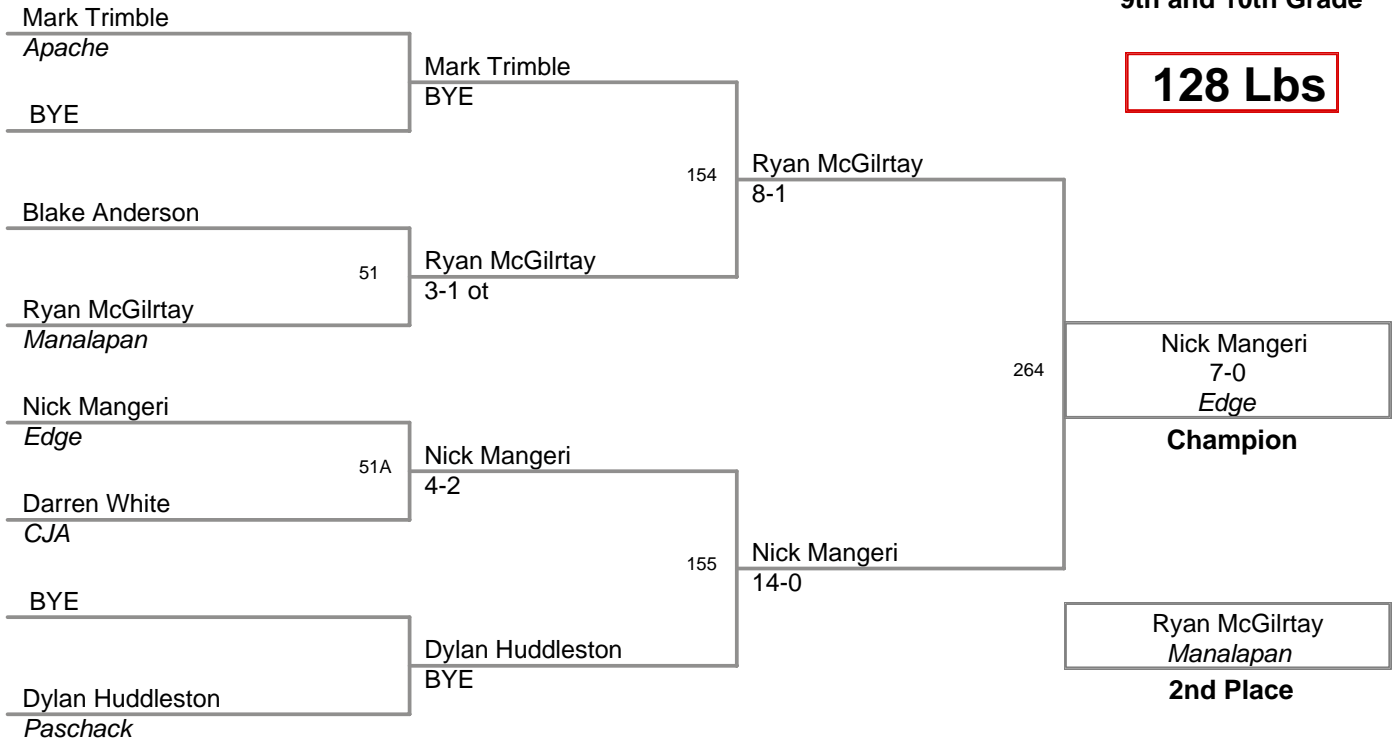 9th and 10th Grade
128 Lbs
Mark Trimble
Apache
BYE
Blake Anderson
Ryan McGilrtay
Manalapan
Nick Mangeri
Edge
Darren White
CJA
BYE
Dylan Huddleston
Paschack
Mark Trimble
BYE
51
Ryan McGilrtay
3-1 ot
51A
Nick Mangeri
4-2
Dylan Huddleston
BYE
154
Ryan McGilrtay
8-1
155
Nick Mangeri
14-0
264
Nick Mangeri
7-0
Edge
Champion
Ryan McGilrtay
Manalapan
2nd Place